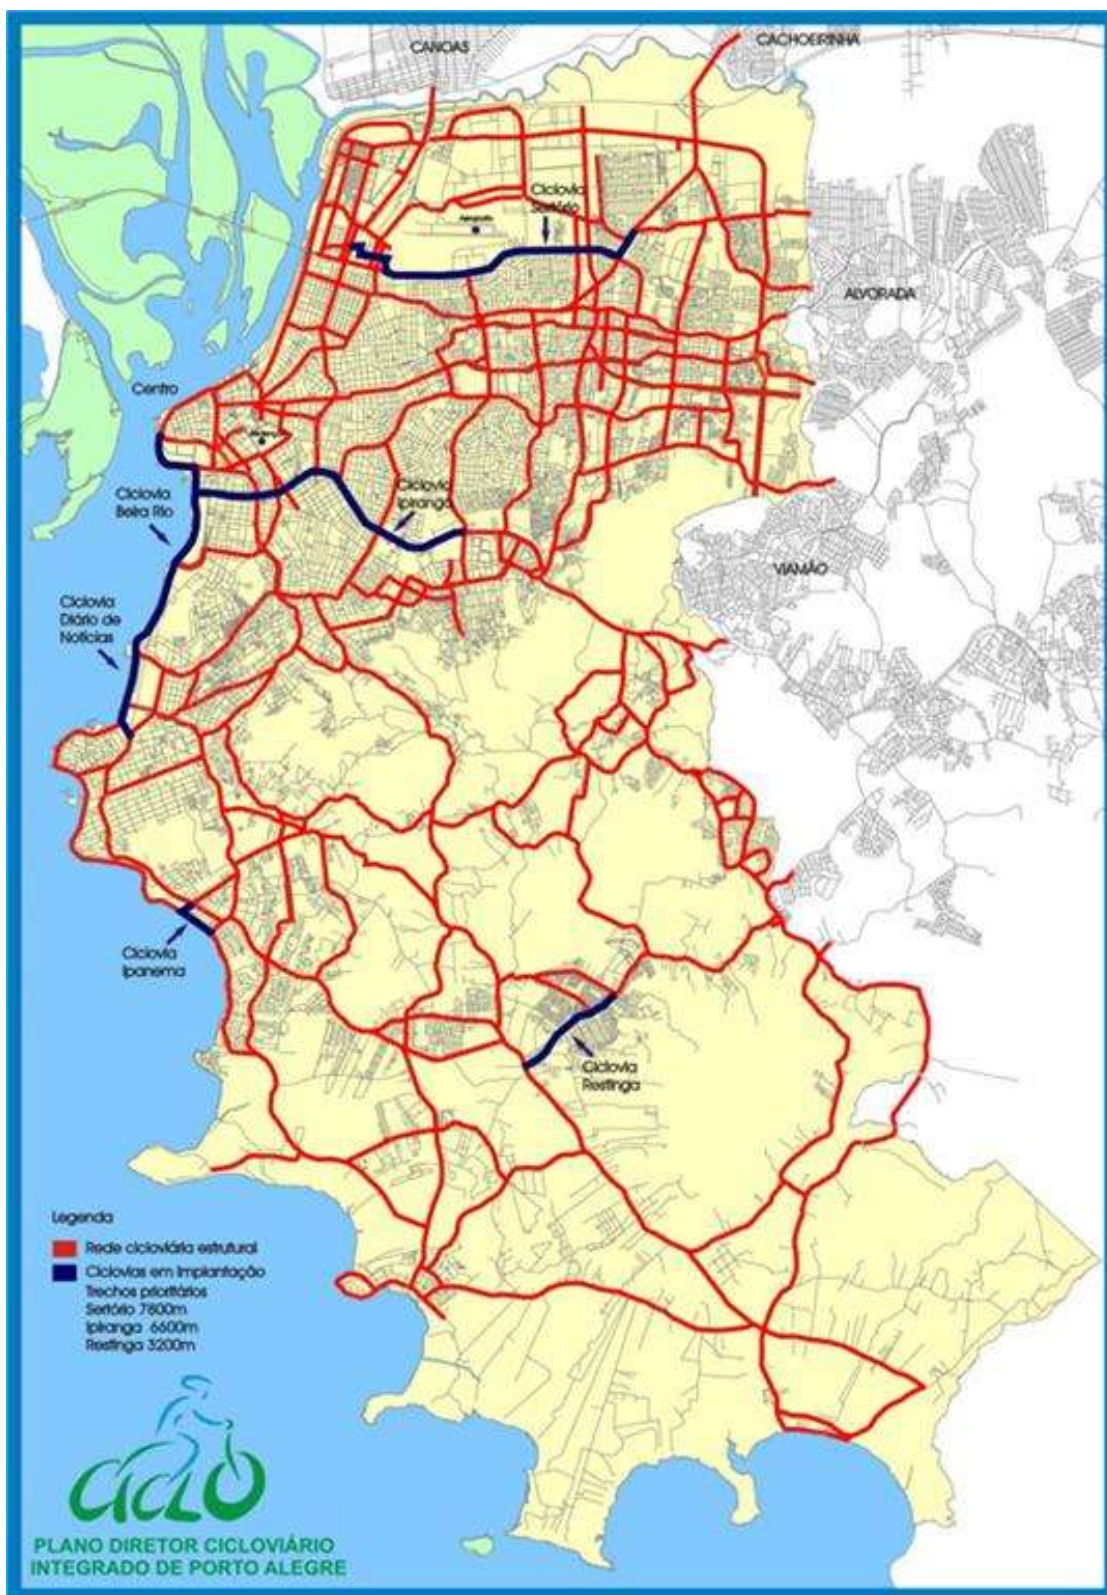 CANOAS
CACHOEIRINHA
Ciclovia
Sertório
Aeroporto
ALVORADA
Centro
Ciclovia
Ipiranga
Ciclovia
Beira Rio
VIAMÃO
Ciclovia
Diário de
Notícias
Ciclovia
Ipanema
Ciclovia
Restinga
Legenda
Rede cicloviária estrutural
Ciclovias em Implantação
Trechos prioritários
Sertório 7800m
Ipiranga 6600m
Restinga 3200m
CICLO
PLANO DIRETOR CICLOVIÁRIO
INTEGRADO DE PORTO ALEGRE